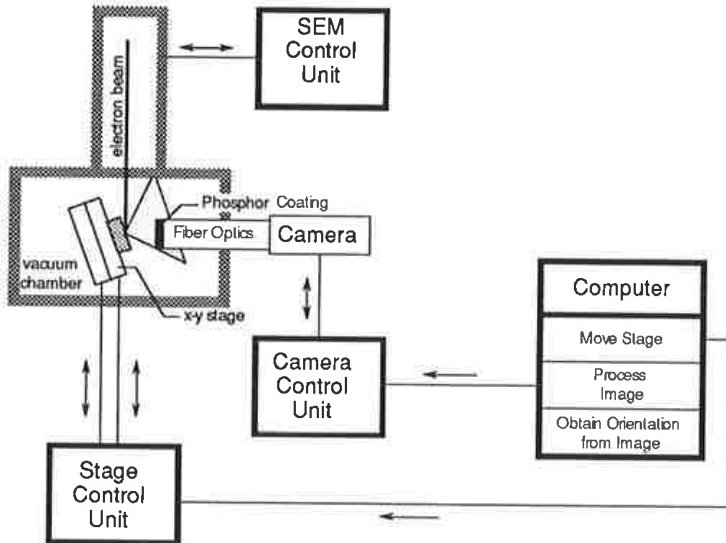 SEM
Control
Unit
electron beam
Phosphor Coating
Fiber Optics
Camera
vacuum
chamber
x-y stage
Computer
Move Stage
Process
Image
Obtain Orientation
from Image
Camera
Control
Unit
Stage
Control
Unit